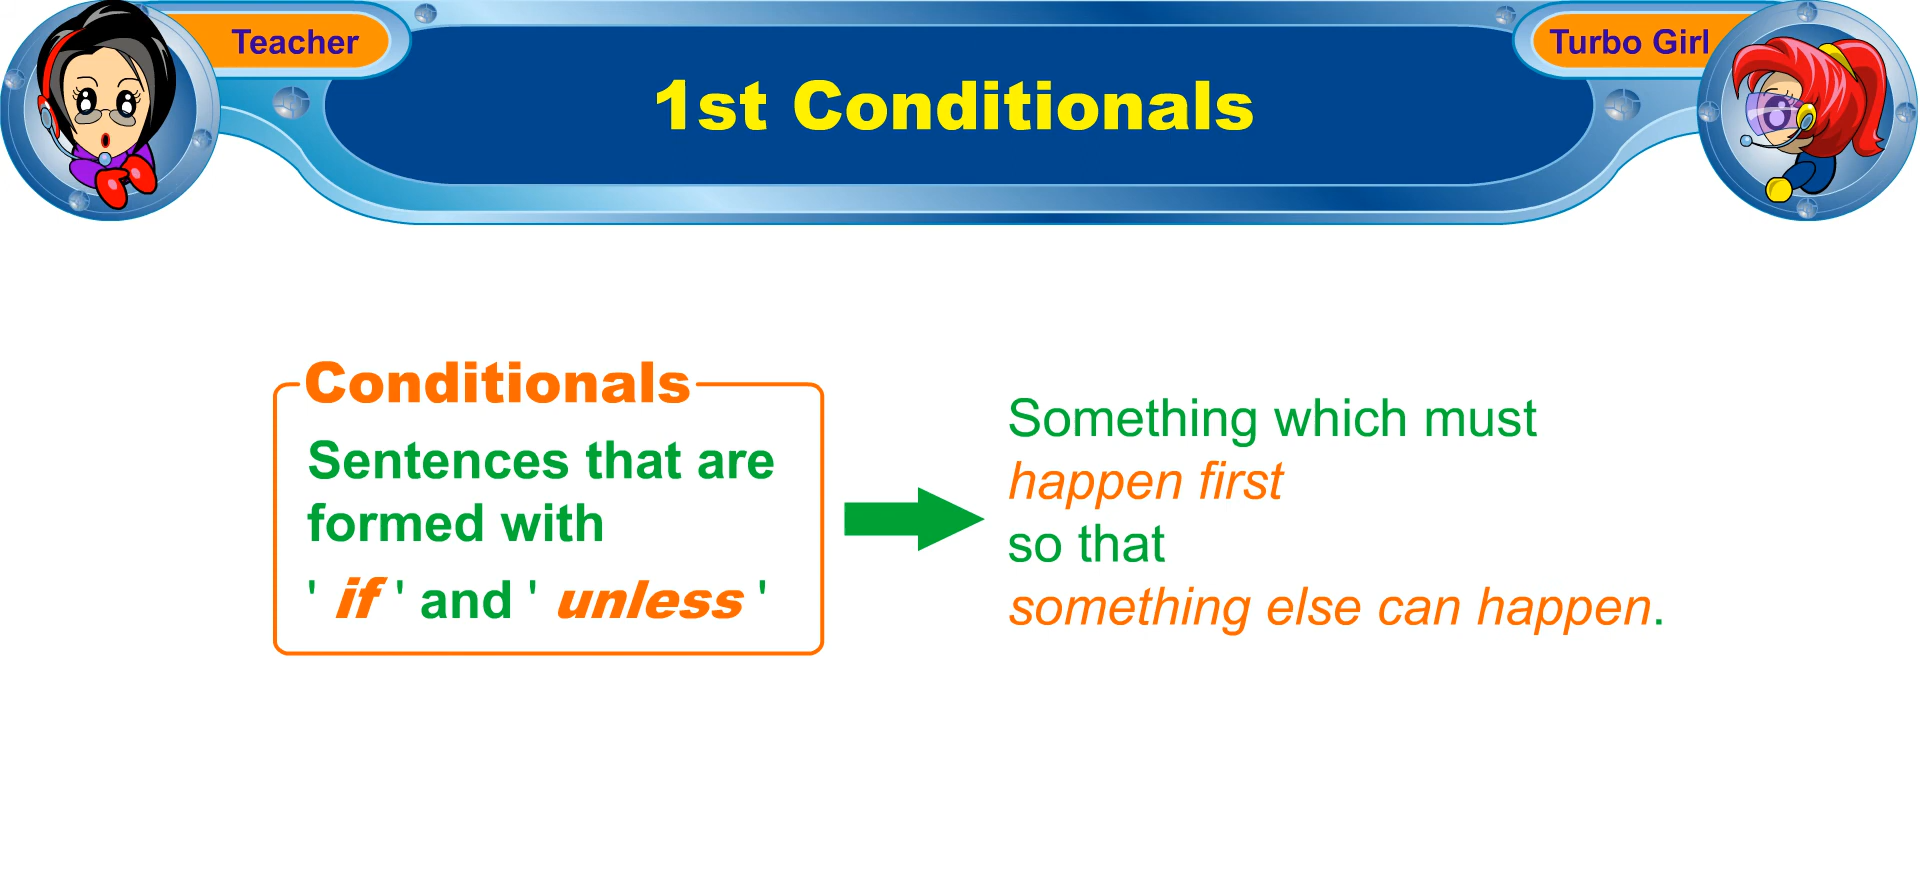 Teacher
1st Conditionals
Turbo Girl
Conditionals
Sentences that are
formed with
' if ' and ' unless '
Something which must
happen first
so that
something else can happen.